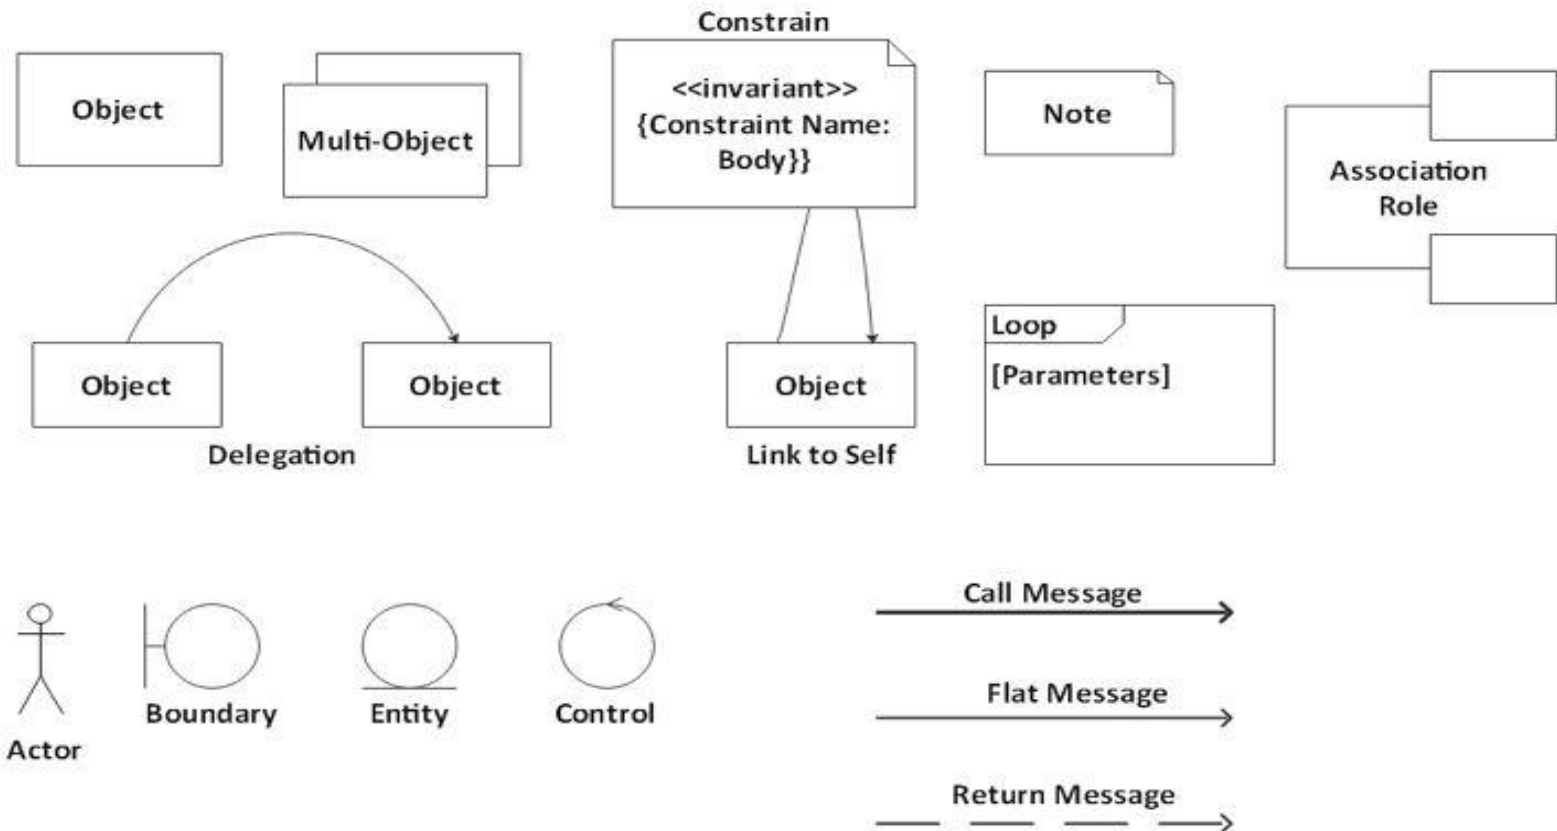 Constrain
Object
Multi-Object
<<invariant>>
{Constraint Name:
Body}}
Note
Association
Role
Object
Object
Delegation
Object
Link to Self
Loop
[Parameters]
Actor
Boundary
Entity
Control
Call Message
Flat Message
Return Message